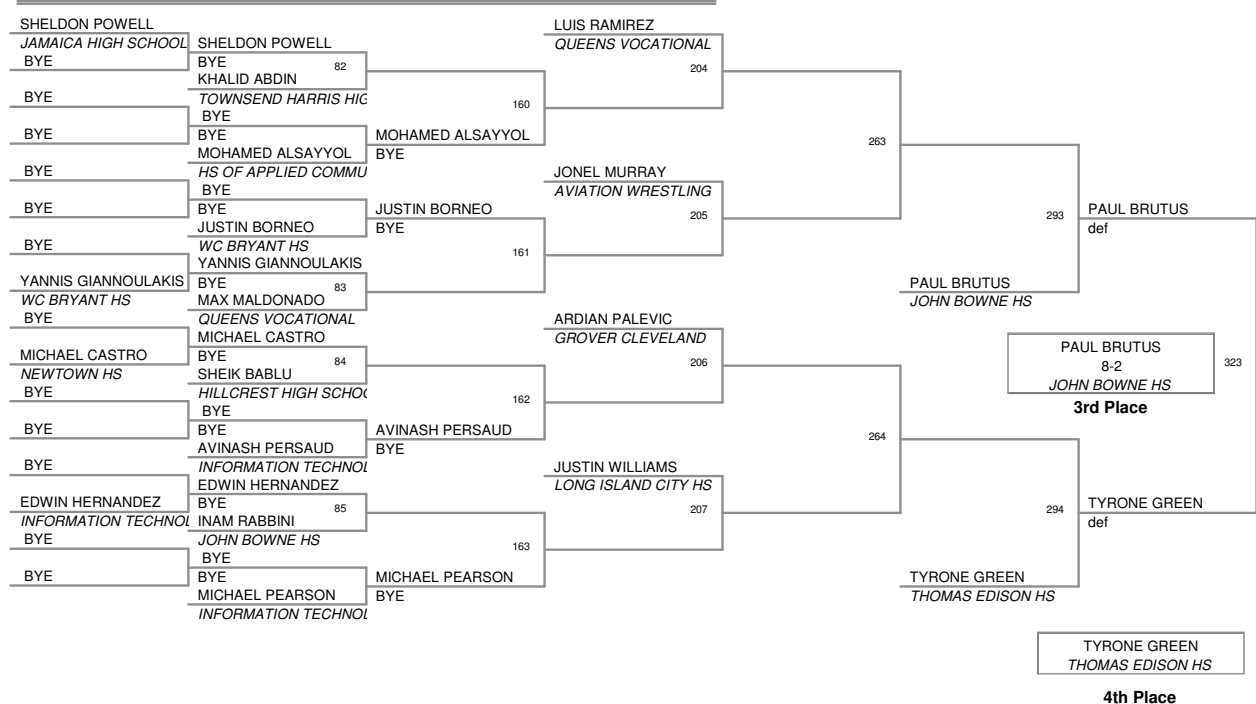 SHELDON POWELL
JAMAICA HIGH SCHOOL
BYE
BYE
BYE
BYE
BYE
BYE
YANNIS GIANNOULAKIS
WC BRYANT HS
BYE
MICHAEL CASTRO
NEWTOWN HS
BYE
BYE
BYE
EDWIN HERNANDEZ
INFORMATION TECHNOL
BYE
BYE
SHELDON POWELL
BYE
82
KHALID ABDIN
TOWNSEND HARRIS HIG
BYE
BYE
MOHAMED ALSAYYOL
HS OF APPLIED COMMU
BYE
BYE
JUSTIN BORNEO
WC BRYANT HS
YANNIS GIANNOULAKIS
BYE
83
MAX MALDONADO
QUEENS VOCATIONAL
MICHAEL CASTRO
BYE
84
SHEIK BABLU
HILLCREST HIGH SCHOO
BYE
BYE
AVINASH PERSAUD
INFORMATION TECHNOL
EDWIN HERNANDEZ
BYE
85
INAM RABBINI
JOHN BOWNE HS
BYE
BYE
MICHAEL PEARSON
INFORMATION TECHNOL
160
MOHAMED ALSAYYOL
BYE
JUSTIN BORNEO
BYE
161
162
AVINASH PERSAUD
BYE
163
MICHAEL PEARSON
BYE
LUIS RAMIREZ
QUEENS VOCATIONAL
204
JONEL MURRAY
AVIATION WRESTLING
205
ARDIAN PALEVIC
GROVER CLEVELAND
206
JUSTIN WILLIAMS
LONG ISLAND CITY HS
207
263
264
293
PAUL BRUTUS
JOHN BOWNE HS
294
TYRONE GREEN
THOMAS EDISON HS
PAUL BRUTUS
def
PAUL BRUTUS
8-2
JOHN BOWNE HS
323
3rd Place
TYRONE GREEN
def
TYRONE GREEN
THOMAS EDISON HS
4th Place